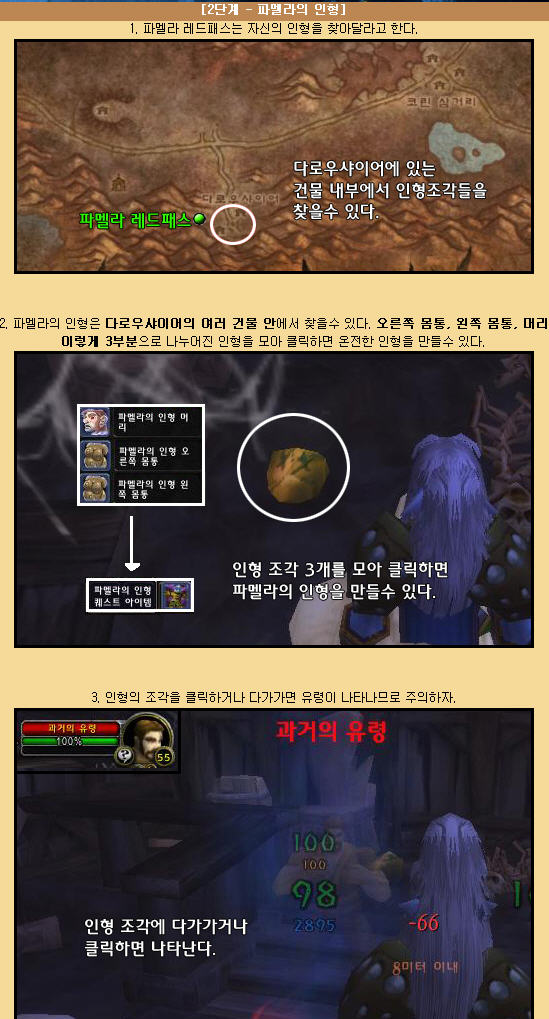 [2단계 - 파멜라의 인형]
1. 파멜라 레드패스는 자신의 인형을 찾아달라고 한다.
코린 삼거리
다로우샤이어에 있는
건물 내부에서 인형조각들을
찾을수 있다.
다로우샤이어
파멜라 레드패스
2. 파멜라의 인형은 다로우샤이어의 여러 건물 안에서 찾을수 있다. 오른쪽 몸통, 왼쪽 몸통, 머리
이렇게 3부분으로 나누어진 인형을 모아 클릭하면 온전한 인형을 만들수 있다.
파멜라의 인형 머
리
파멜라의 인형 오
른쪽 몸통
파멜라의 인형 왼
쪽 몸통
인형 조각 3개를 모아 클릭하면
파멜라의 인형을 만들수 있다.
파멜라의 인형
퀘스트 아이템
3. 인형의 조각을 클릭하거나 다가가면 유령이 나타나므로 주의하자.
과거의 유령
100%
55
과거의 유령
100
100
98
2895
-66
8미터 이내
인형 조각에 다가가거나
클릭하면 나타난다.